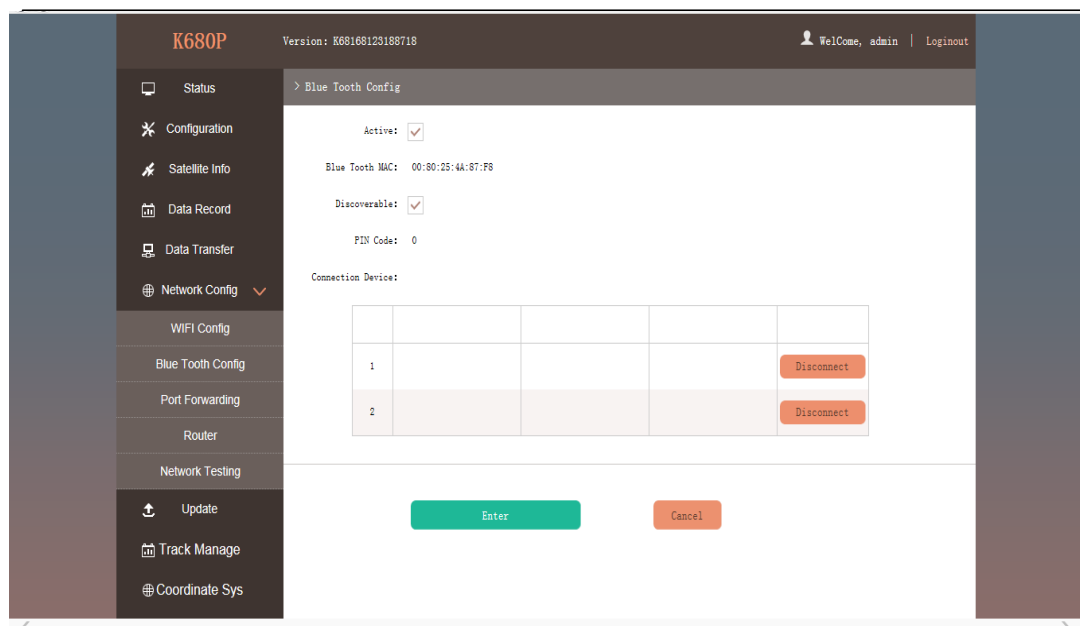 K680P
Version: K68168123188718
WelCome, admin | Loginout
Status
Configuration
Satellite Info
Data Record
Data Transfer
Network Config
WIFI Config
Blue Tooth Config
Port Forwarding
Router
Network Testing
Update
Track Manage
Coordinate Sys
> Blue Tooth Config
Active:
Blue Tooth MAC: 00:80:25:4A:87:F8
Discoverable:
PIN Code: 0
Connection Device:
1 Disconnect
2 Disconnect
Enter Cancel